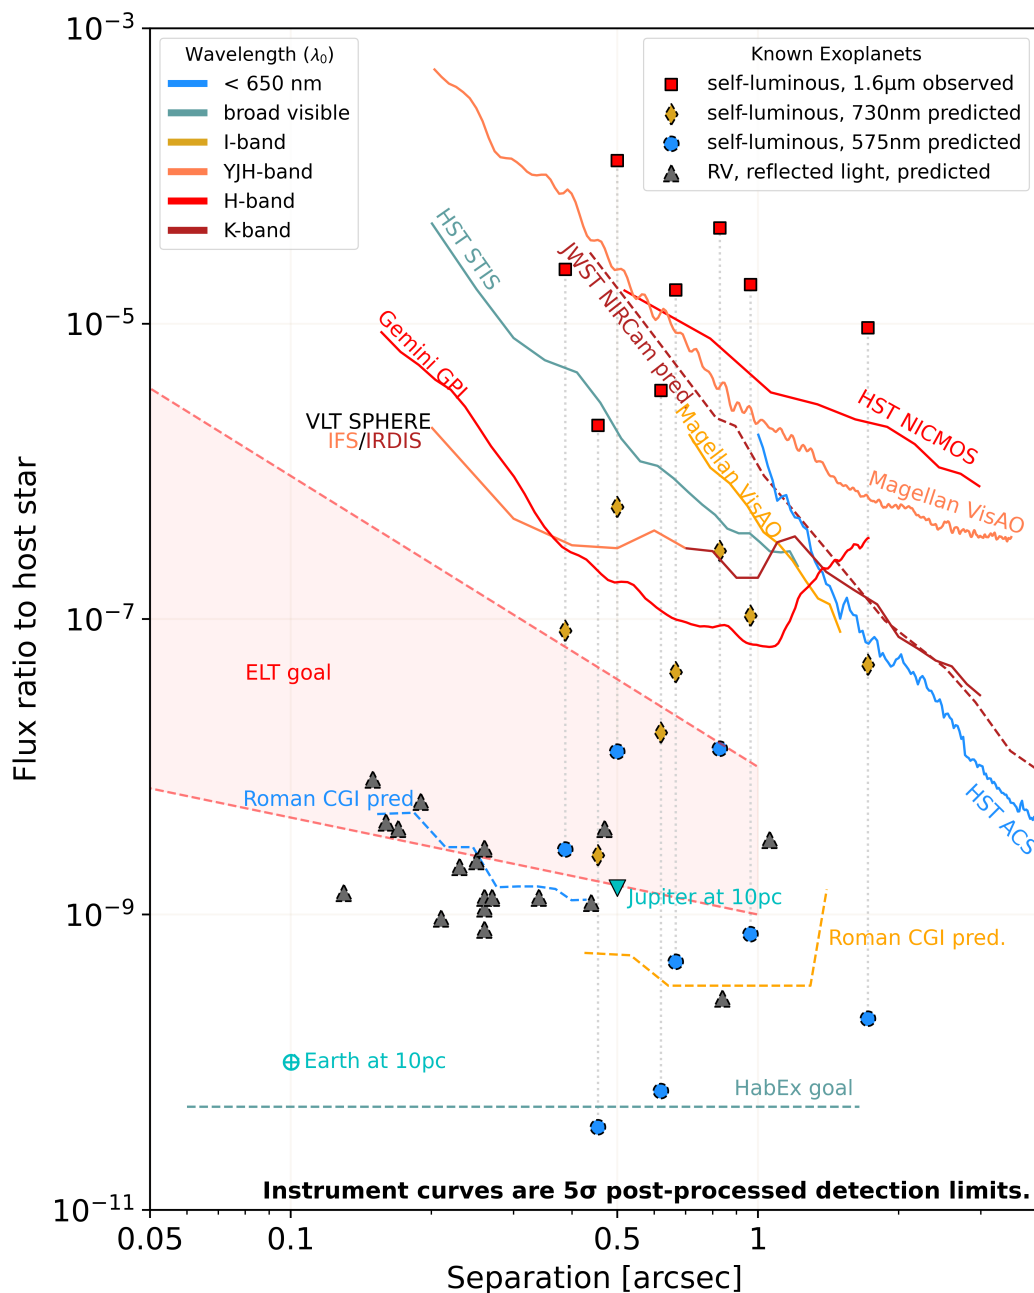 10⁻³
Wavelength (λ₀)
< 650 nm
broad visible
I-band
YJH-band
H-band
K-band
Known Exoplanets
self-luminous, 1.6μm observed
self-luminous, 730nm predicted
self-luminous, 575nm predicted
RV, reflected light, predicted
HST STIS
JWST NIRCam pred.
10⁻⁵
Gemini GPI
VLT SPHERE
IFS/IRDIS
Magellan VisAO
HST NICMOS
Magellan VisAO
10⁻⁷
Flux ratio to host star
ELT goal
Roman CGI pred.
HST ACS
Jupiter at 10pc
10⁻⁹
Roman CGI pred.
Earth at 10pc
HabEx goal
Instrument curves are 5σ post-processed detection limits.
10⁻¹¹
0.05 0.1 0.5 1
Separation [arcsec]